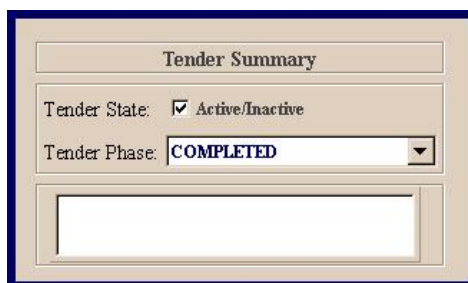 Tender Summary
Tender State: Active/Inactive
Tender Phase: COMPLETED